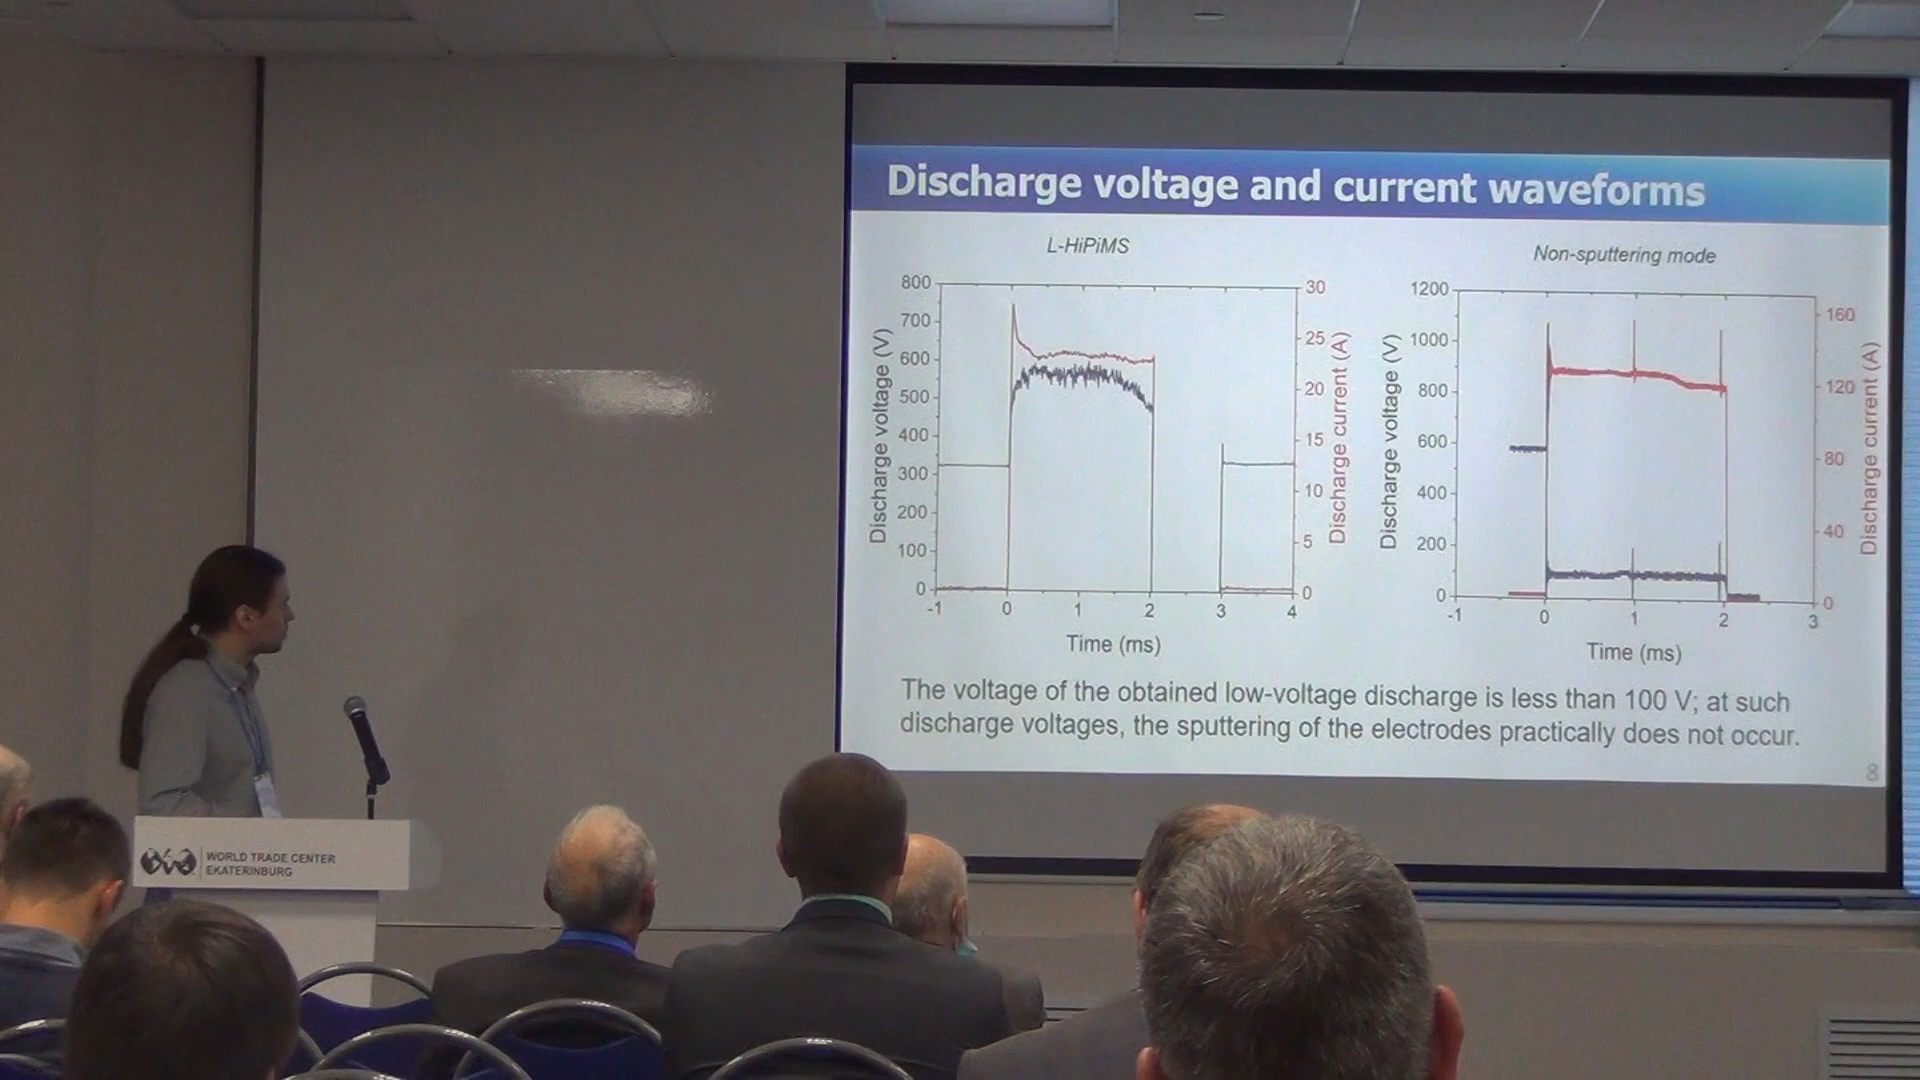 Discharge voltage and current waveforms
L-HiPiMS
800
700
600
500
400
300
200
100
0
Discharge voltage (V)
30
25
20
15
10
5
0
Discharge current (A)
-1 0 1 2 3 4
Time (ms)
Non-sputtering mode
1200
1000
800
600
400
200
0
Discharge voltage (V)
160
120
80
40
0
Discharge current (A)
-1 0 1 2 3
Time (ms)
The voltage of the obtained low-voltage discharge is less than 100 V; at such
discharge voltages, the sputtering of the electrodes practically does not occur.
8
WORLD TRADE CENTER
EKATERINBURG